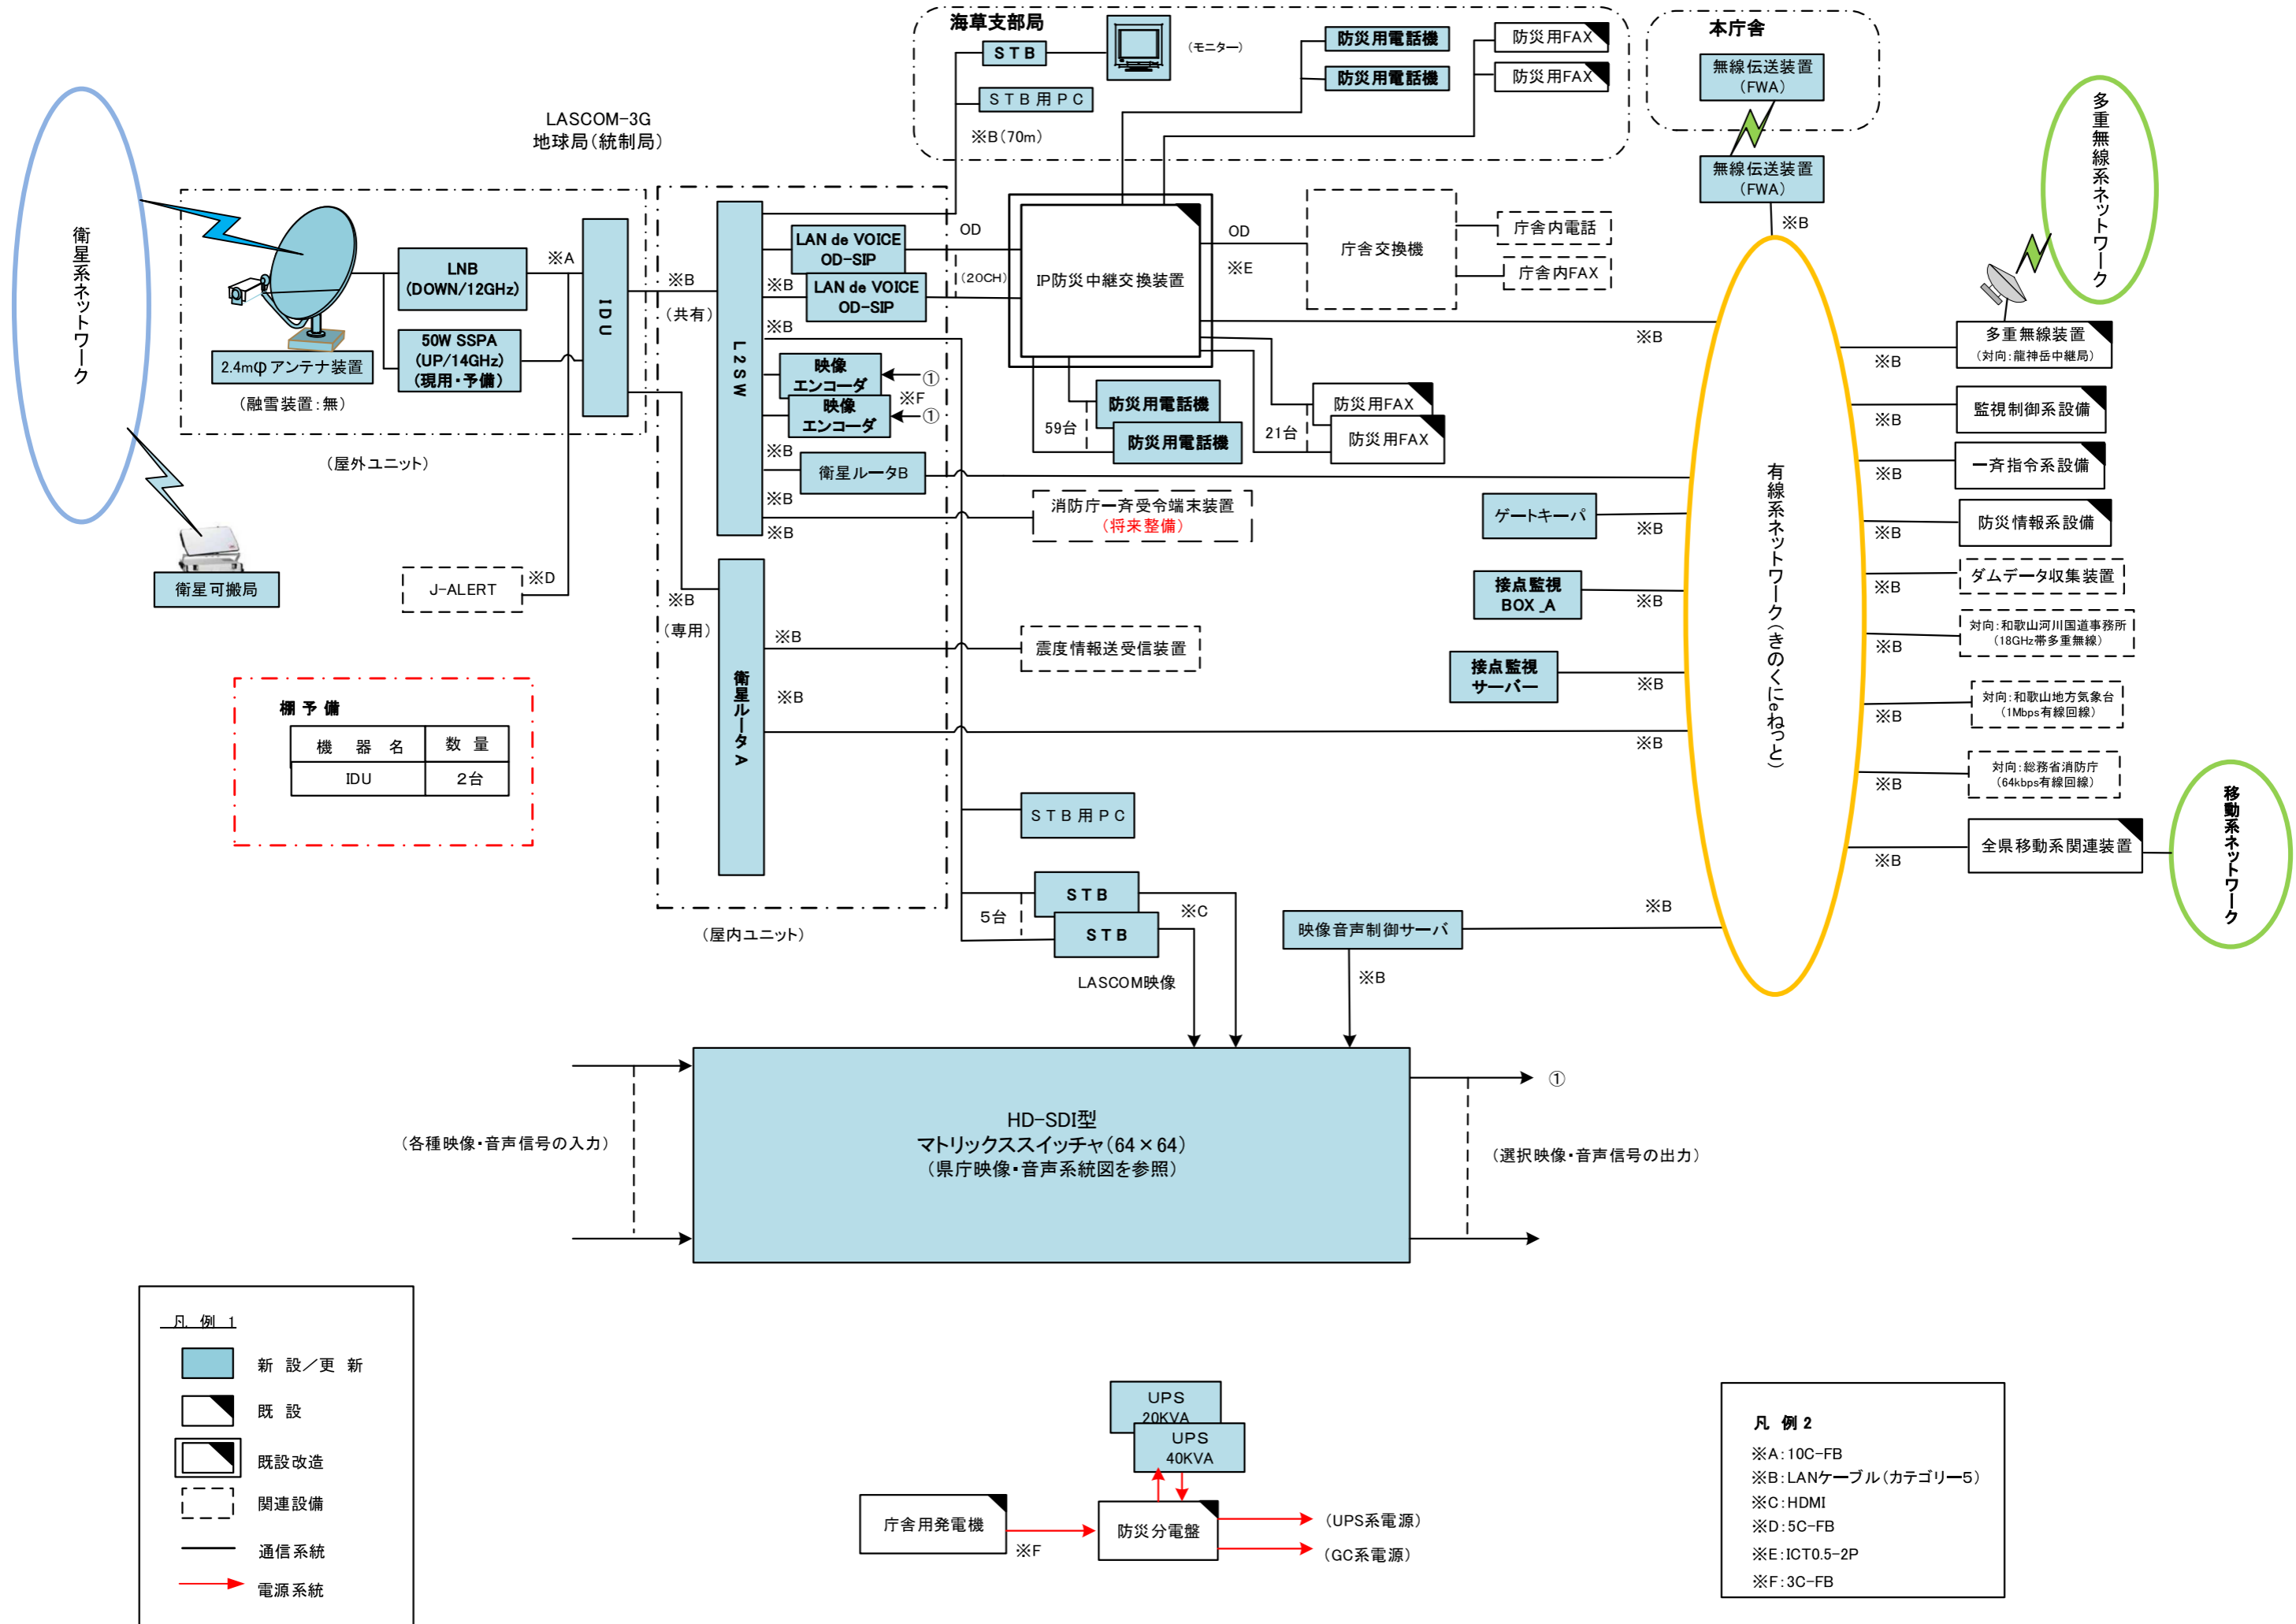 海草支部局
STB
(モニター)
STB用PC
※B(70m)
防災用電話機
防災用電話機
防災用FAX
防災用FAX
本庁舎
無線伝送装置
(FWA)
無線伝送装置
(FWA)
※B
多重無線系ネットワーク
LASCOM-3G
地球局(統制局)
衛星系ネットワーク
LNB
(DOWN/12GHz)
※A
50W SSPA
(UP/14GHz)
(現用・予備)
2.4mφアンテナ装置
(融雪装置:無)
IDU
(屋外ユニット)
衛星可搬局
J-ALERT
※D
※B
(共有)
※B
(専用)
L2SW
LAN de VOICE
OD-SIP
※B
LAN de VOICE
OD-SIP
※B
OD
(20CH)
IP防災中継交換装置
OD
※E
庁舎交換機
庁舎内電話
庁舎内FAX
映像
エンコーダ
①
※F
映像
エンコーダ
①
※B
衛星ルータB
※B
※B
消防庁一斉受令端末装置
(将来整備)
59台
防災用電話機
防災用電話機
21台
防災用FAX
防災用FAX
※B
ゲートキーパ
※B
接点監視
BOX_A
※B
接点監視
サーバー
※B
※B
有線系ネットワーク(きのくにeねっと)
多重無線装置
(対向:龍神岳中継局)
※B
監視制御系設備
※B
一斉指令系設備
※B
防災情報系設備
※B
ダムデータ収集装置
※B
対向:和歌山河川国道事務所
(18GHz帯多重無線)
※B
対向:和歌山地方気象台
(1Mbps有線回線)
※B
対向:総務省消防庁
(64kbps有線回線)
※B
全県移動系関連装置
※B
移動系ネットワーク
衛星ルータA
※B
震度情報送受信装置
※B
棚予備
機 器 名 数 量
IDU 2台
(屋内ユニット)
STB用PC
5台
STB
STB
※C
LASCOM映像
映像音声制御サーバ
※B
※B
(各種映像・音声信号の入力)
HD-SDI型
マトリックススイッチャ(64×64)
(県庁映像・音声系統図を参照)
①
(選択映像・音声信号の出力)
凡 例 1
新 設/更 新
既 設
既設改造
関連設備
通信系統
電源系統
UPS
20KVA
UPS
40KVA
庁舎用発電機
※F
防災分電盤
(UPS系電源)
(GC系電源)
凡 例 2
※A:10C-FB
※B:LANケーブル(カテゴリー5)
※C:HDMI
※D:5C-FB
※E:ICT0.5-2P
※F:3C-FB